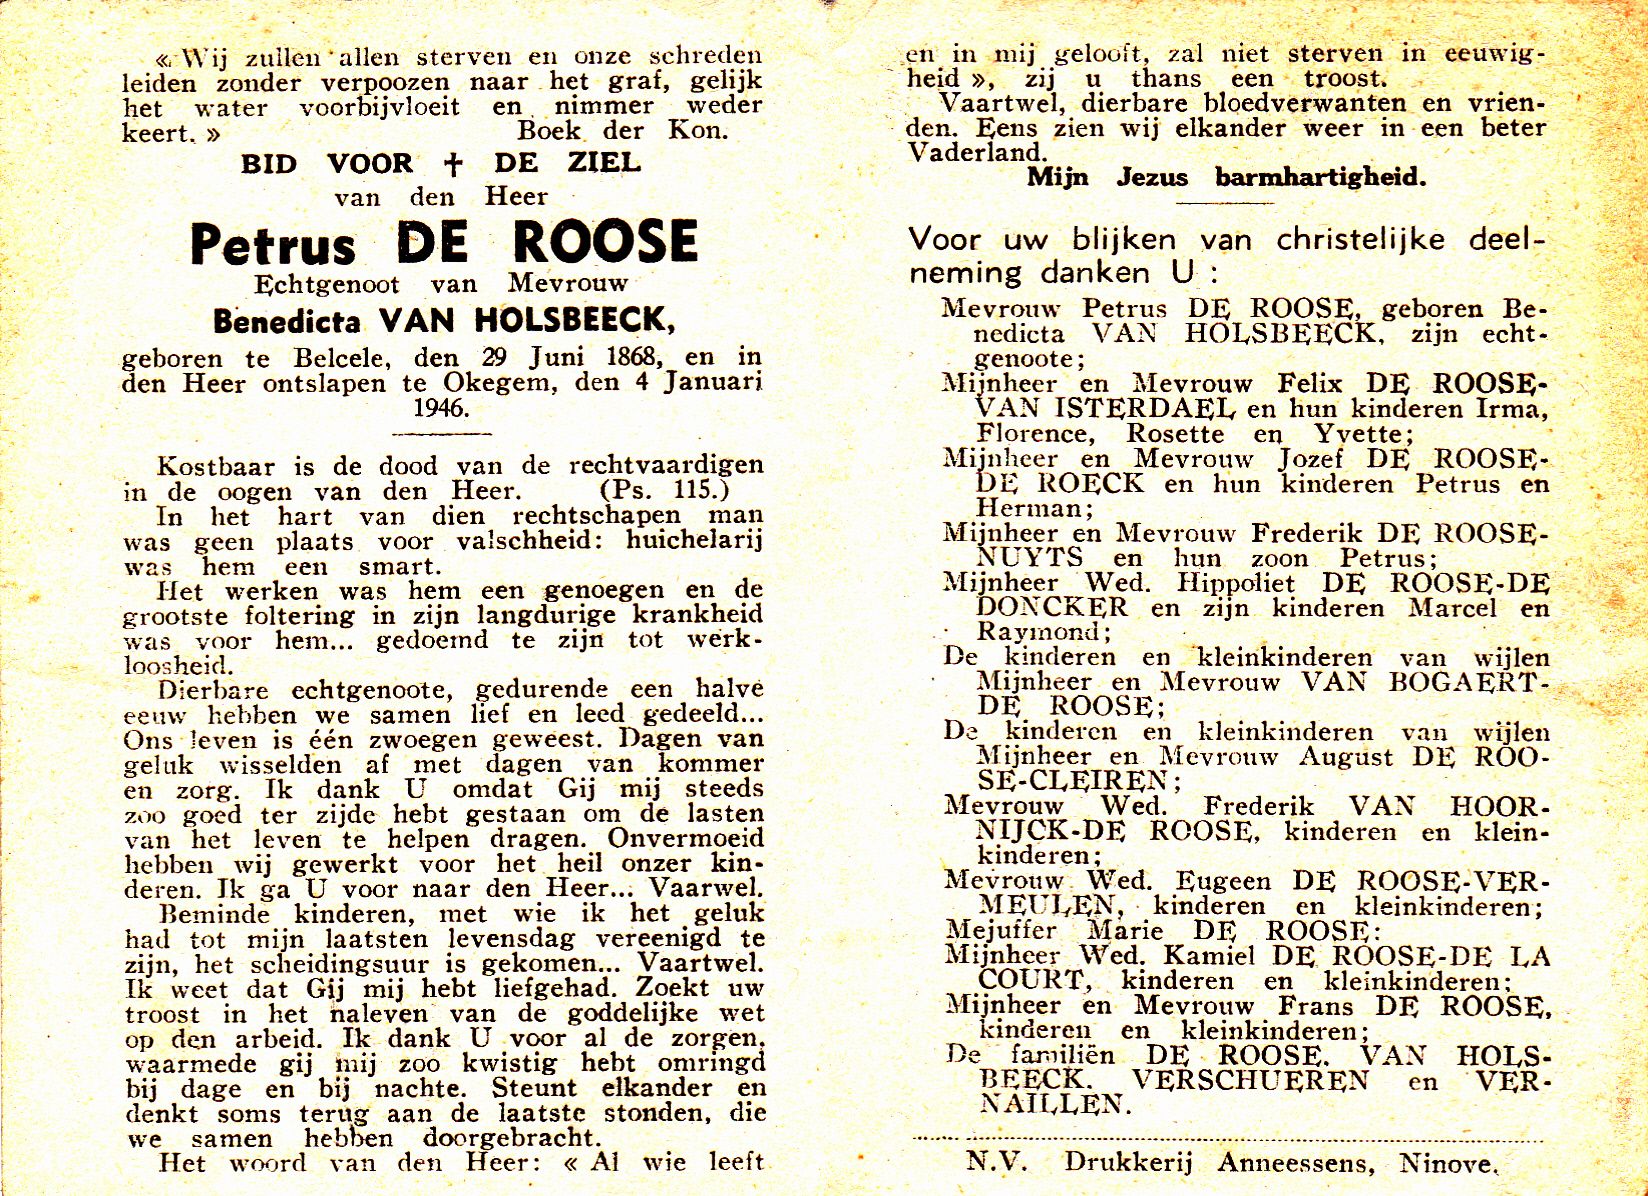 « Wij zullen allen sterven en onze schreden
leiden zonder verpoozen naar het graf, gelijk
het water voorbijvloeit en nimmer weder
keert. » Boek der Kon.
BID VOOR † DE ZIEL
van den Heer
Petrus DE ROOSE
Echtgenoot van Mevrouw
Benedicta VAN HOLSBEECK,
geboren te Belcele, den 29 Juni 1868, en in
den Heer ontslapen te Okegem, den 4 Januari
1946.
Kostbaar is de dood van de rechtvaardigen
in de oogen van den Heer. (Ps. 115.)
In het hart van dien rechtschapen man
was geen plaats voor valschheid: huichelarij
was hem een smart.
Het werken was hem een genoegen en de
grootste foltering in zijn langdurige krankheid
was voor hem... gedoemd te zijn tot werk-
loosheid.
Dierbare echtgenoote, gedurende een halve
eeuw hebben we samen lief en leed gedeeld...
Ons leven is één zwoegen geweest. Dagen van
geluk wisselden af met dagen van kommer
en zorg. Ik dank U omdat Gij mij steeds
zoo goed ter zijde hebt gestaan om de lasten
van het leven te helpen dragen. Onvermoeid
hebben wij gewerkt voor het heil onzer kin-
deren. Ik ga U voor naar den Heer... Vaarwel.
Beminde kinderen, met wie ik het geluk
had tot mijn laatsten levensdag vereenigd te
zijn, het scheidingsuur is gekomen... Vaartwel.
Ik weet dat Gij mij hebt liefgehad. Zoekt uw
troost in het naleven van de goddelijke wet
op den arbeid. Ik dank U voor al de zorgen,
waarmede gij mij zoo kwistig hebt omringd
bij dage en bij nachte. Steunt elkander en
denkt soms terug aan de laatste stonden, die
we samen hebben doorgebracht.
Het woord van den Heer: « Al wie leeft
en in mij gelooft, zal niet sterven in eeuwig-
heid », zij u thans een troost.
Vaartwel, dierbare bloedverwanten en vrien-
den. Eens zien wij elkander weer in een beter
Vaderland.
Mijn Jezus barmhartigheid.
Voor uw blijken van christelijke deel-
neming danken U :
Mevrouw Petrus DE ROOSE, geboren Be-
nedicta VAN HOLSBEECK, zijn echt-
genoote;
Mijnheer en Mevrouw Felix DE ROOSE-
VAN ISTERDAEL en hun kinderen Irma,
Florence, Rosette en Yvette;
Mijnheer en Mevrouw Jozef DE ROOSE-
DE ROECK en hun kinderen Petrus en
Herman;
Mijnheer en Mevrouw Frederik DE ROOSE-
NUYTS en hun zoon Petrus;
Mijnheer Wed. Hippoliet DE ROOSE-DE
DONCKER en zijn kinderen Marcel en
Raymond;
De kinderen en kleinkinderen van wijlen
Mijnheer en Mevrouw VAN BOGAERT-
DE ROOSE;
De kinderen en kleinkinderen van wijlen
Mijnheer en Mevrouw August DE ROO-
SE-CLEIREN;
Mevrouw Wed. Frederik VAN HOOR-
NIJCK-DE ROOSE, kinderen en klein-
kinderen;
Mevrouw Wed. Eugeen DE ROOSE-VER-
MEULEN, kinderen en kleinkinderen;
Mejuffer Marie DE ROOSE:
Mijnheer Wed. Kamiel DE ROOSE-DE LA
COURT, kinderen en kleinkinderen;
Mijnheer en Mevrouw Frans DE ROOSE,
kinderen en kleinkinderen;
De familiën DE ROOSE, VAN HOLS-
BEECK, VERSCHUEREN en VER-
NAILLEN.
N.V. Drukkerij Anneessens, Ninove.